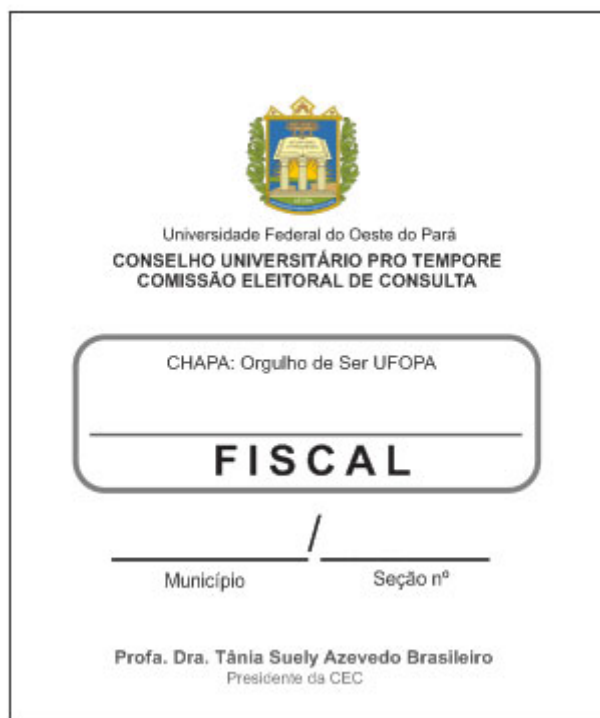 Universidade Federal do Oeste do Pará
CONSELHO UNIVERSITÁRIO PRO TEMPORE
COMISSÃO ELEITORAL DE CONSULTA
CHAPA: Orgulho de Ser UFOPA
FISCAL
/
Município Seção nº
Profa. Dra. Tânia Suely Azevedo Brasileiro
Presidente da CEC